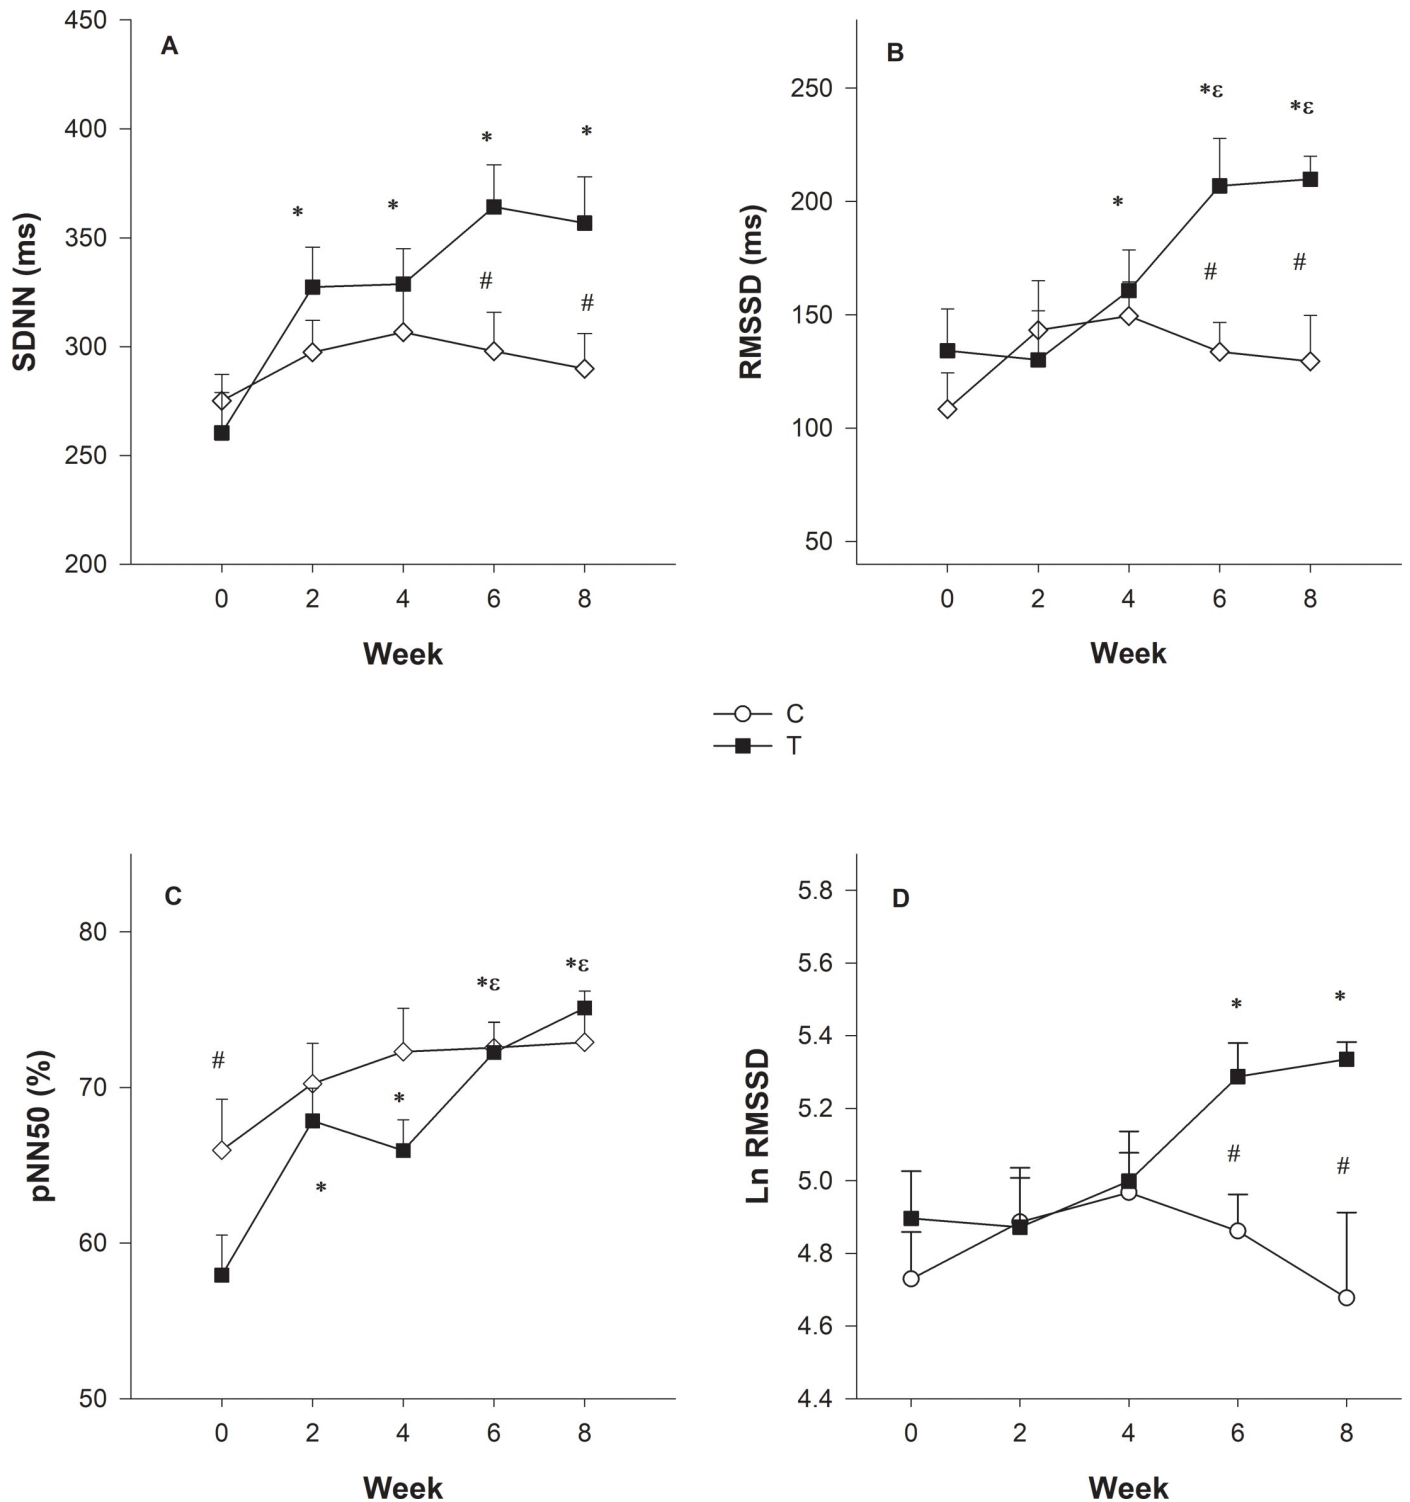 A
SDNN (ms)
450
400
350
300
250
200
* * * *
# #
0 2 4 6 8
Week
B
RMSSD (ms)
250
200
150
100
50
* *ε *ε
# #
0 2 4 6 8
Week
C
T
C
pNN50 (%)
80
70
60
50
#
*
*
*ε *ε
0 2 4 6 8
Week
D
Ln RMSSD
5.8
5.6
5.4
5.2
5.0
4.8
4.6
4.4
* *
# #
0 2 4 6 8
Week